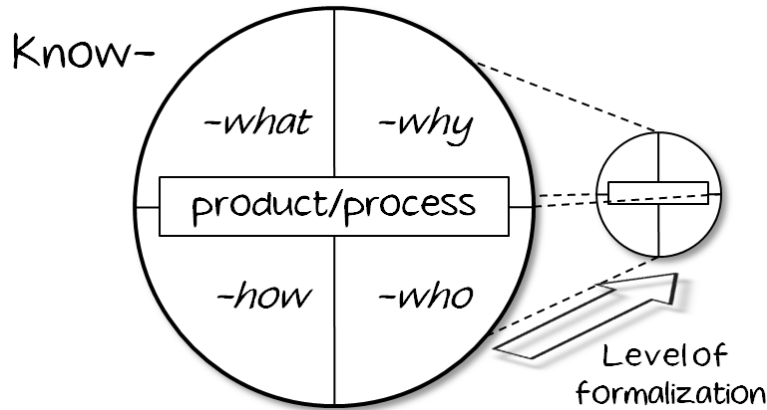 Know-
-what -why
product/process
-how -who
Level of
formalization